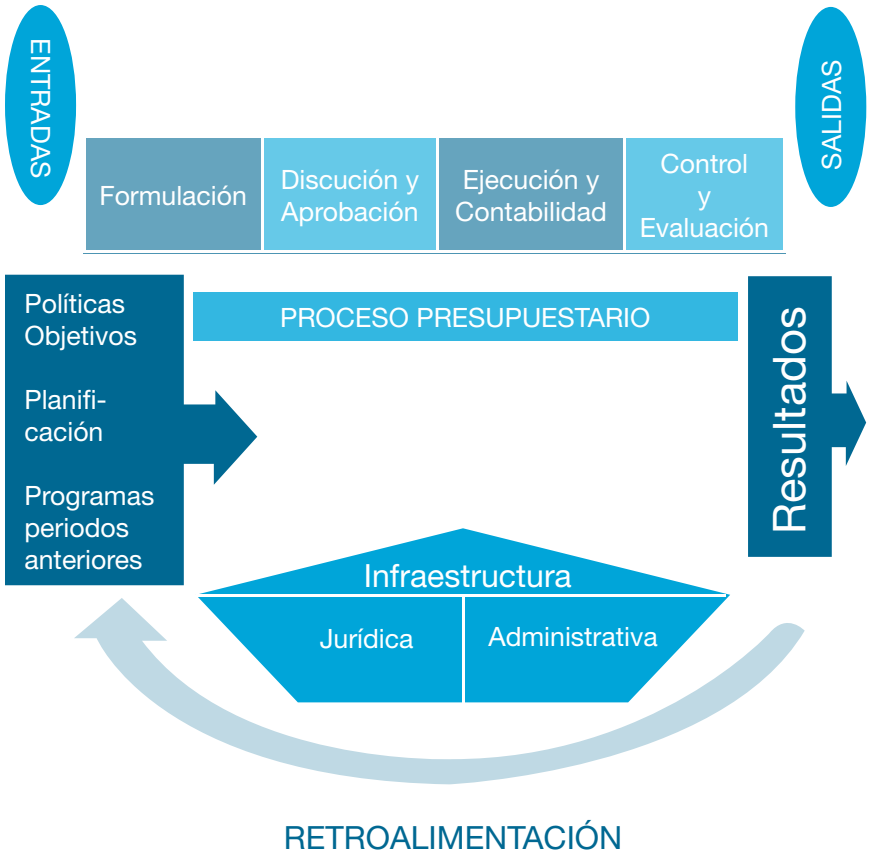 ENTRADAS
SALIDAS
Formulación
Discución y
Aprobación
Ejecución y
Contabilidad
Control
y
Evaluación
Políticas
Objetivos
Planifi-
cación
Programas
periodos
anteriores
PROCESO PRESUPUESTARIO
Resultados
Infraestructura
Jurídica
Administrativa
RETROALIMENTACIÓN